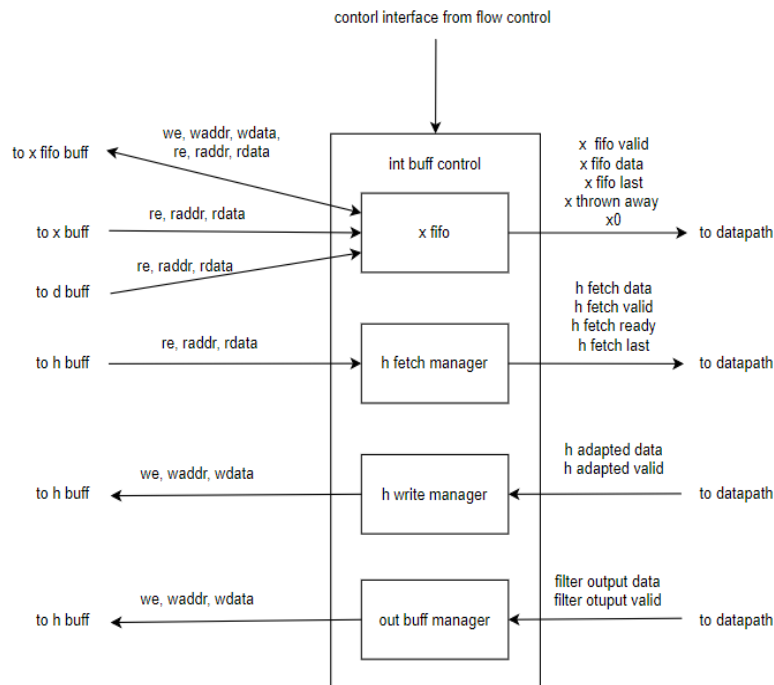 contorl interface from flow control
we, waddr, wdata,
re, raddr, rdata
to x fifo buff
int buff control
x fifo valid
x fifo data
x fifo last
x thrown away
x0
re, raddr, rdata
to x buff
x fifo
to datapath
re, raddr, rdata
to d buff
h fetch data
h fetch valid
h fetch ready
h fetch last
re, raddr, rdata
to h buff
h fetch manager
to datapath
h adapted data
h adapted valid
we, waddr, wdata
to h buff
h write manager
to datapath
filter output data
filter otuput valid
we, waddr, wdata
to h buff
out buff manager
to datapath